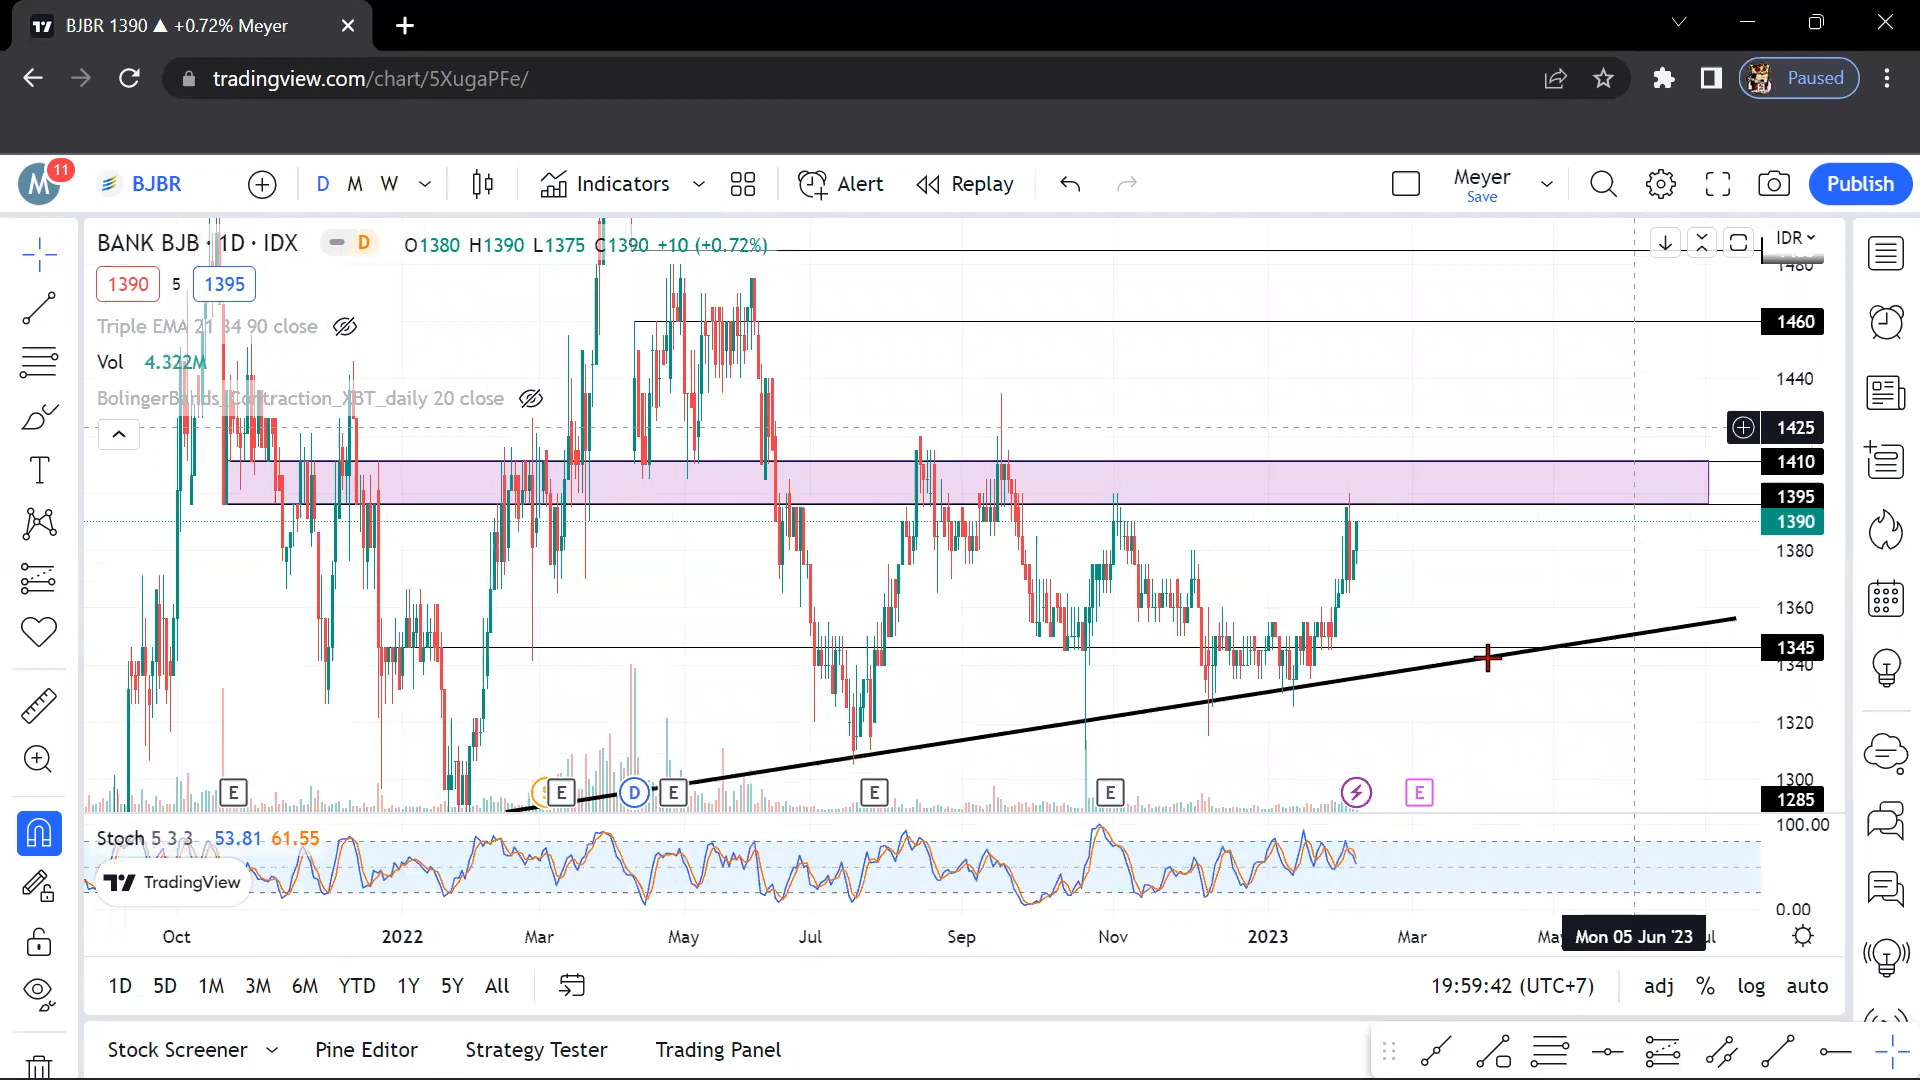 BJBR 1390 ▲ +0.72% Meyer
tradingview.com/chart/5XugaPFe/
Paused
M 11 BJBR D M W Indicators Alert Replay Meyer Save Publish
BANK BJB · 1D · IDX D O1380 H1390 L1375 C1390 +10 (+0.72%)
IDR
1390 5 1395
Triple EMA 21 34 90 close
Vol 4.322M
BolingerBands_Contraction_XBT_daily 20 close
1480
1460
1440
1425
1410
1395
1390
1380
1360
1345
1340
1320
1300
1285
E E D E E E E
Stoch 5 3 3 53.81 61.55
100.00
TradingView
0.00
Oct 2022 Mar May Jul Sep Nov 2023 Mar Mon 05 Jun '23
1D 5D 1M 3M 6M YTD 1Y 5Y All
19:59:42 (UTC+7) adj % log auto
Stock Screener Pine Editor Strategy Tester Trading Panel